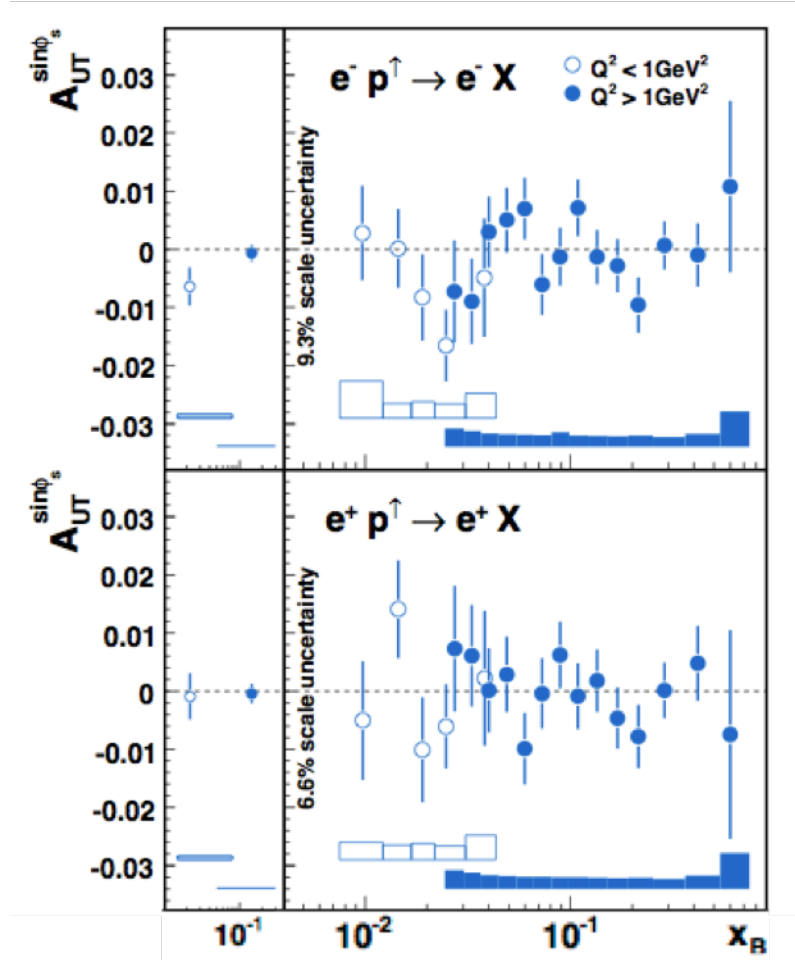 A_UT^sinϕ_s
0.03
0.02
0.01
0
-0.01
-0.02
-0.03
e⁻ p↑ → e⁻ X
Q² < 1GeV²
Q² > 1GeV²
9.3% scale uncertainty
A_UT^sinϕ_s
0.03
0.02
0.01
0
-0.01
-0.02
-0.03
e⁺ p↑ → e⁺ X
6.6% scale uncertainty
10⁻¹
10⁻²
10⁻¹
x_B